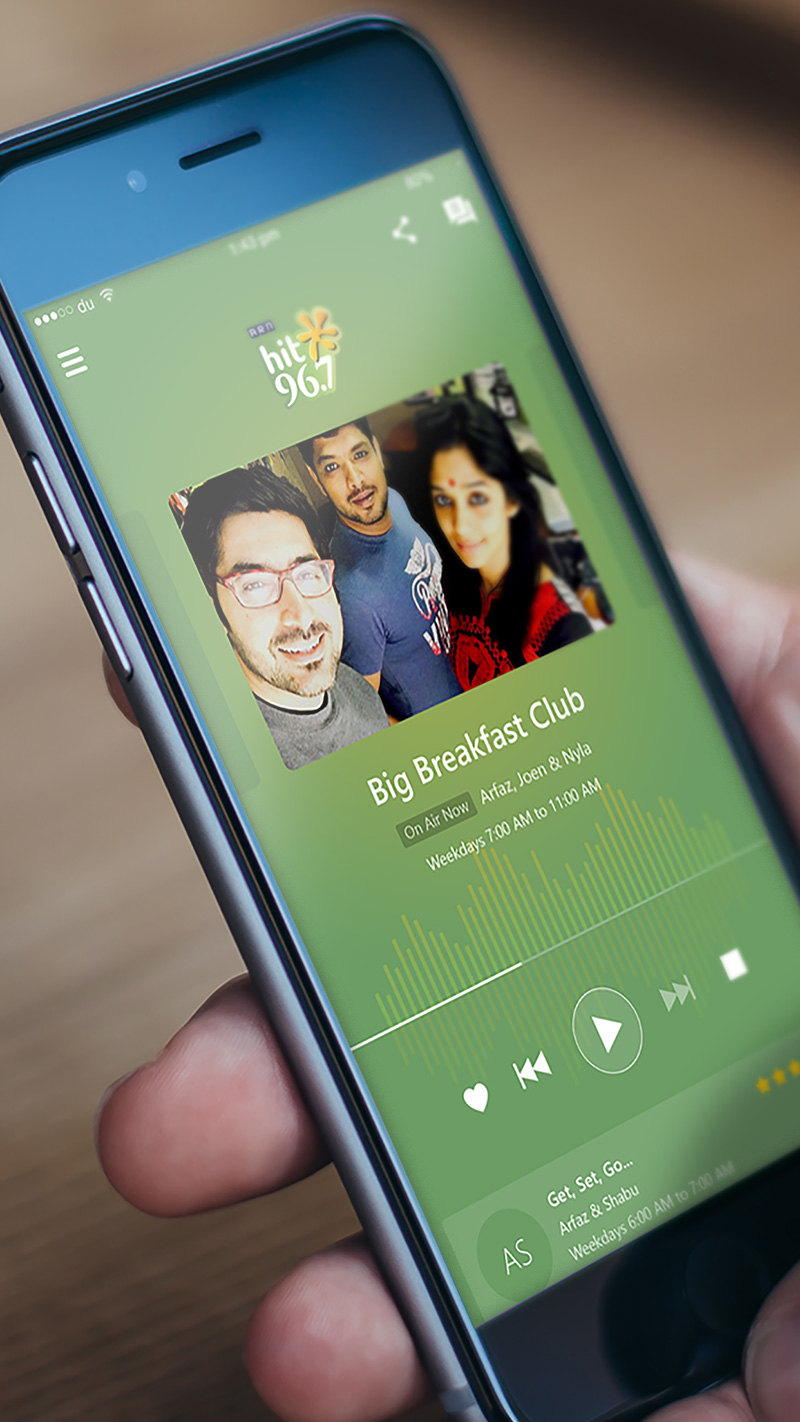 80%
1:43 pm
du
ARN
hit
96.7
Big Breakfast Club
On Air Now Arfaz, Joen & Nyla
Weekdays 7:00 AM to 11:00 AM
Get, Set, Go...
Arfaz & Shabu
Weekdays 6:00 AM to 7:00 AM
AS